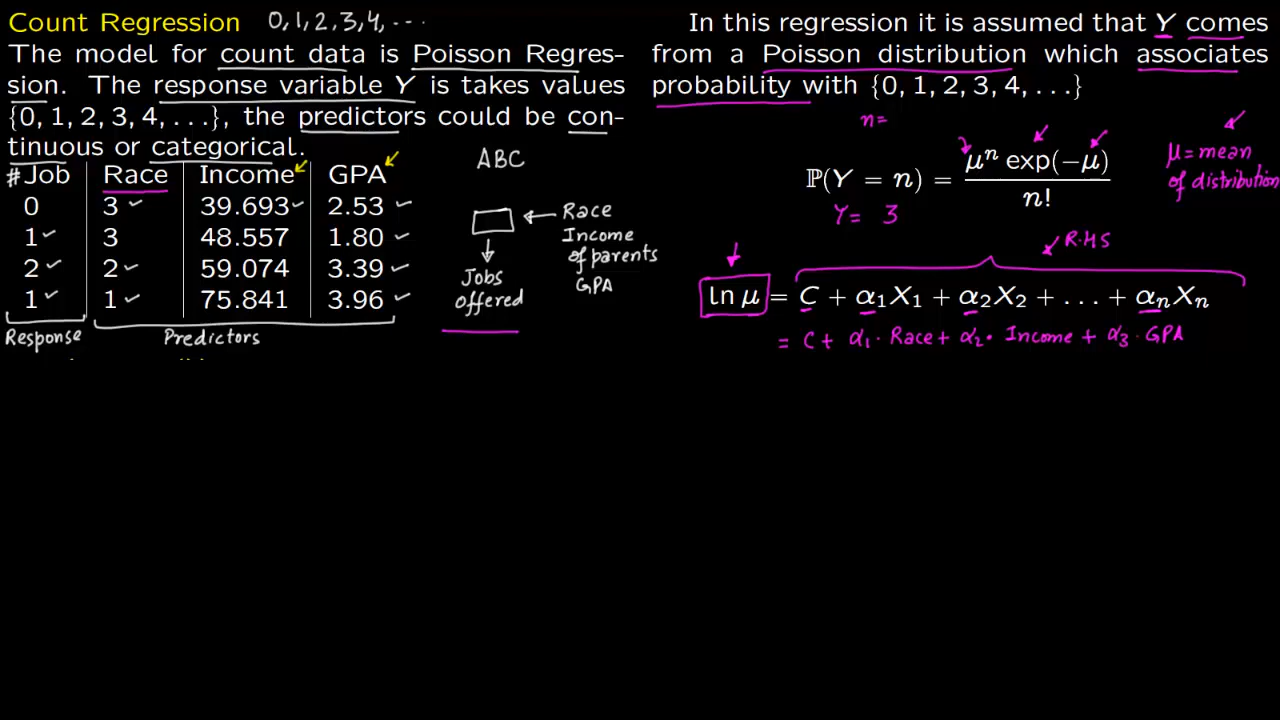 Count Regression 0, 1, 2, 3, 4, ...
The model for count data is Poisson Regres-
sion. The response variable Y is takes values
{0, 1, 2, 3, 4, . . .}, the predictors could be con-
tinuous or categorical.
#Job Race Income GPA
0 3 39.693 2.53
1 3 48.557 1.80
2 2 59.074 3.39
1 1 75.841 3.96
Response Predictors
ABC
Race
Income
of parents
GPA
Jobs
offered
In this regression it is assumed that Y comes
from a Poisson distribution which associates
probability with {0, 1, 2, 3, 4, . . .}
n=
ℙ(Y = n) = μⁿ exp(−μ) / n!
μ = mean
of distribution
Y = 3
R.H.S
ln μ = C + α₁X₁ + α₂X₂ + . . . + αₙXₙ
= C + α₁ · Race + α₂ · Income + α₃ · GPA